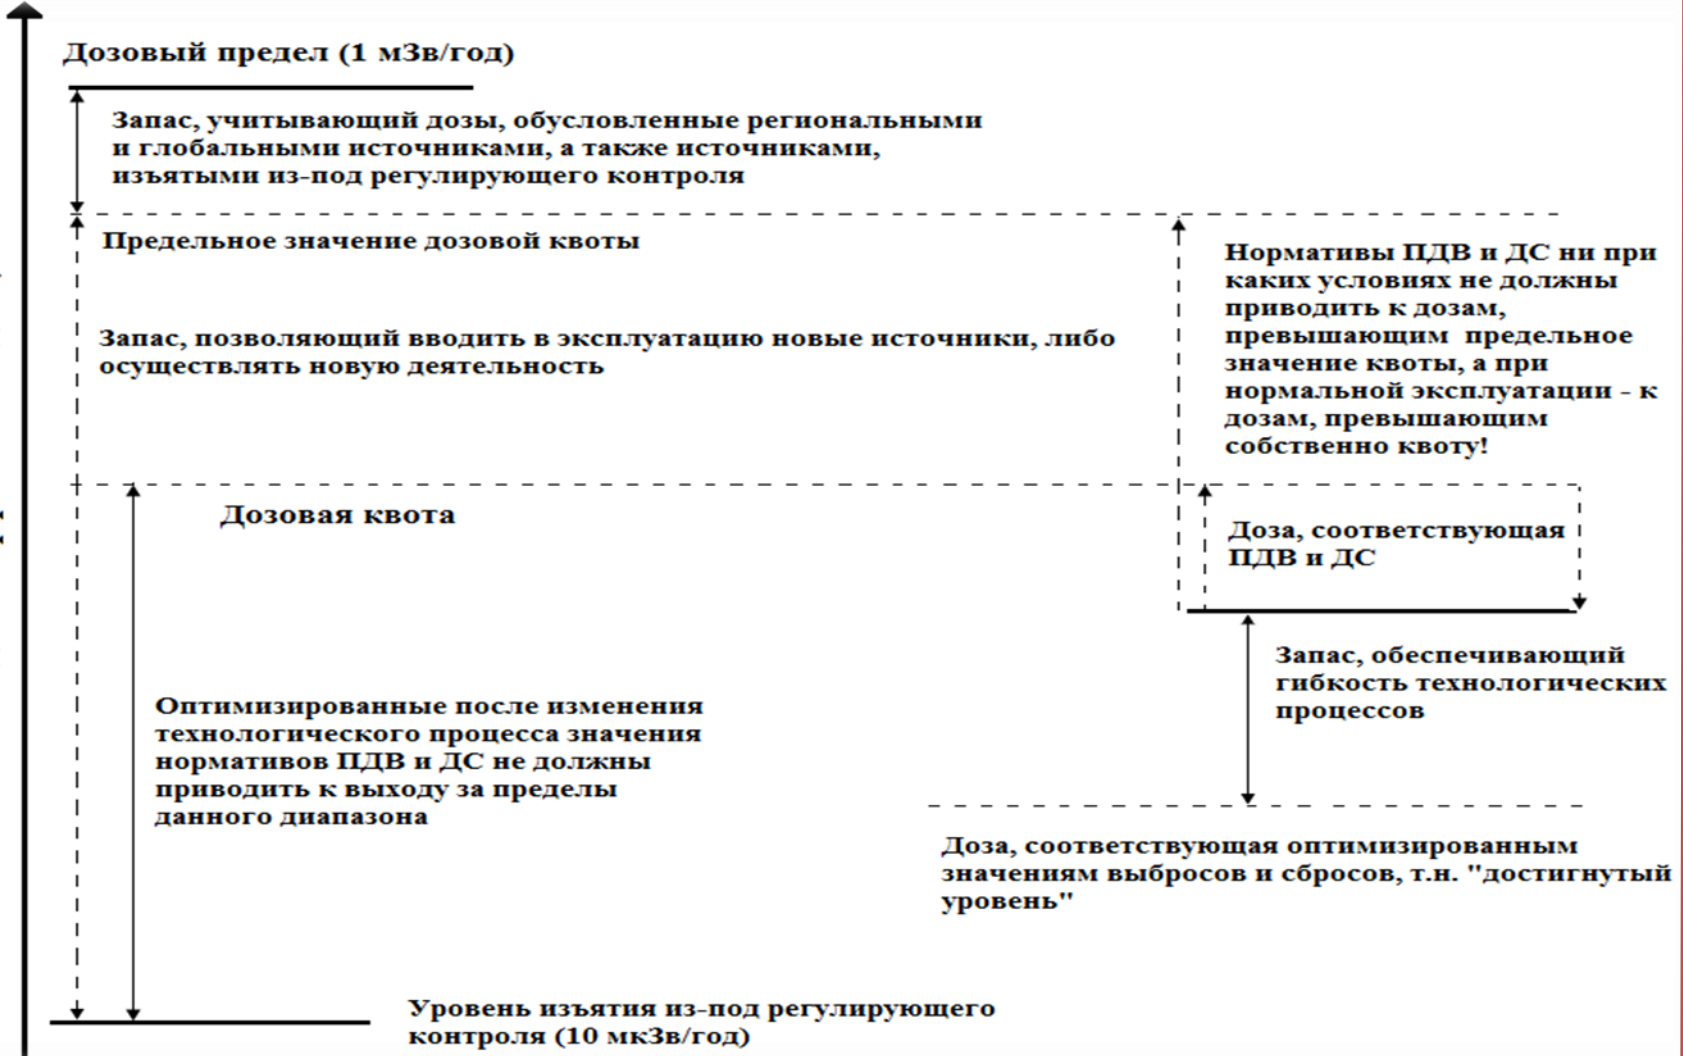 Дозовый предел (1 мЗв/год)
Запас, учитывающий дозы, обусловленные региональными
и глобальными источниками, а также источниками,
изъятыми из-под регулирующего контроля
Предельное значение дозовой квоты
Запас, позволяющий вводить в эксплуатацию новые источники, либо
осуществлять новую деятельность
Нормативы ПДВ и ДС ни при
каких условиях не должны
приводить к дозам,
превышающим предельное
значение квоты, а при
нормальной эксплуатации - к
дозам, превышающим
собственно квоту!
Дозовая квота
Доза, соответствующая
ПДВ и ДС
Запас, обеспечивающий
гибкость технологических
процессов
Оптимизированные после изменения
технологического процесса значения
нормативов ПДВ и ДС не должны
приводить к выходу за пределы
данного диапазона
Доза, соответствующая оптимизированным
значениям выбросов и сбросов, т.н. "достигнутый
уровень"
Уровень изъятия из-под регулирующего
контроля (10 мкЗв/год)